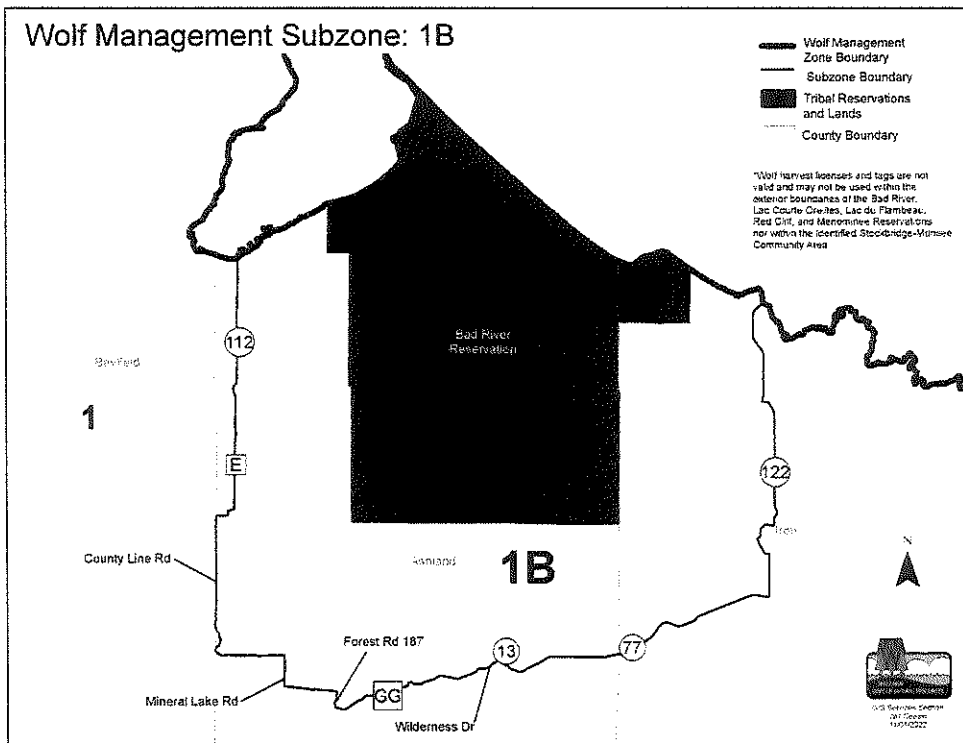 Wolf Management Subzone: 1B
Wolf Management
Zone Boundary
Subzone Boundary
Tribal Reservations
and Lands
County Boundary
*Wolf harvest licenses and tags are not
valid and may not be used within the
exterior boundaries of the Bad River,
Lac Courte Oreilles, Lac du Flambeau,
Red Cliff, and Menominee Reservations
nor within the identified Stockbridge-Munsee
Community Area
Bad River
Reservation
112
Bayfield
1
E
122
Iron
County Line Rd
Ashland
1B
N
Forest Rd 187
13
77
Mineral Lake Rd
GG
Wilderness Dr
GIS Services Section